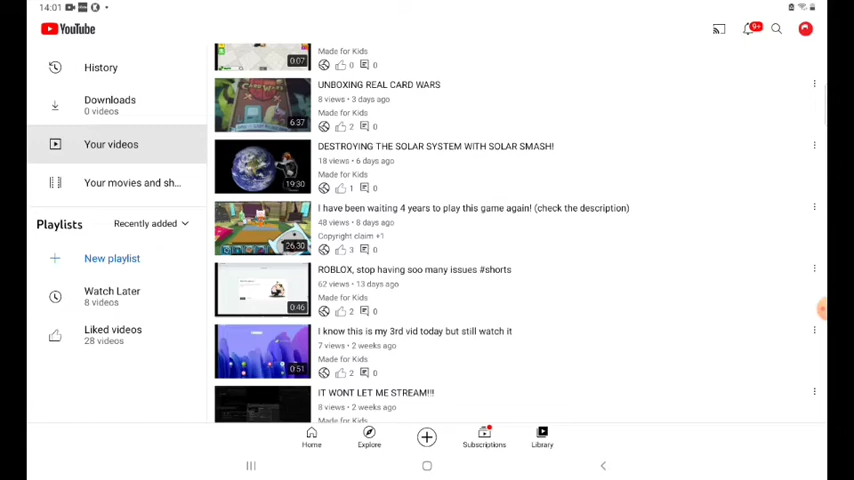 14:01
YouTube
9+
History
Downloads
0 videos
Your videos
Your movies and sh...
Playlists
Recently added
New playlist
Watch Later
8 videos
Liked videos
28 videos
0:07
Made for Kids
0 0
6:37
UNBOXING REAL CARD WARS
8 views • 3 days ago
Made for Kids
2 0
19:30
DESTROYING THE SOLAR SYSTEM WITH SOLAR SMASH!
18 views • 6 days ago
Made for Kids
1 0
26:30
I have been waiting 4 years to play this game again! (check the description)
48 views • 8 days ago
Copyright claim +1
3 0
0:46
ROBLOX, stop having soo many issues #shorts
62 views • 13 days ago
Made for Kids
2 0
0:51
I know this is my 3rd vid today but still watch it
7 views • 2 weeks ago
Made for Kids
2 0
IT WONT LET ME STREAM!!!
8 views • 2 weeks ago
Made for Kids
Home
Explore
Subscriptions
Library